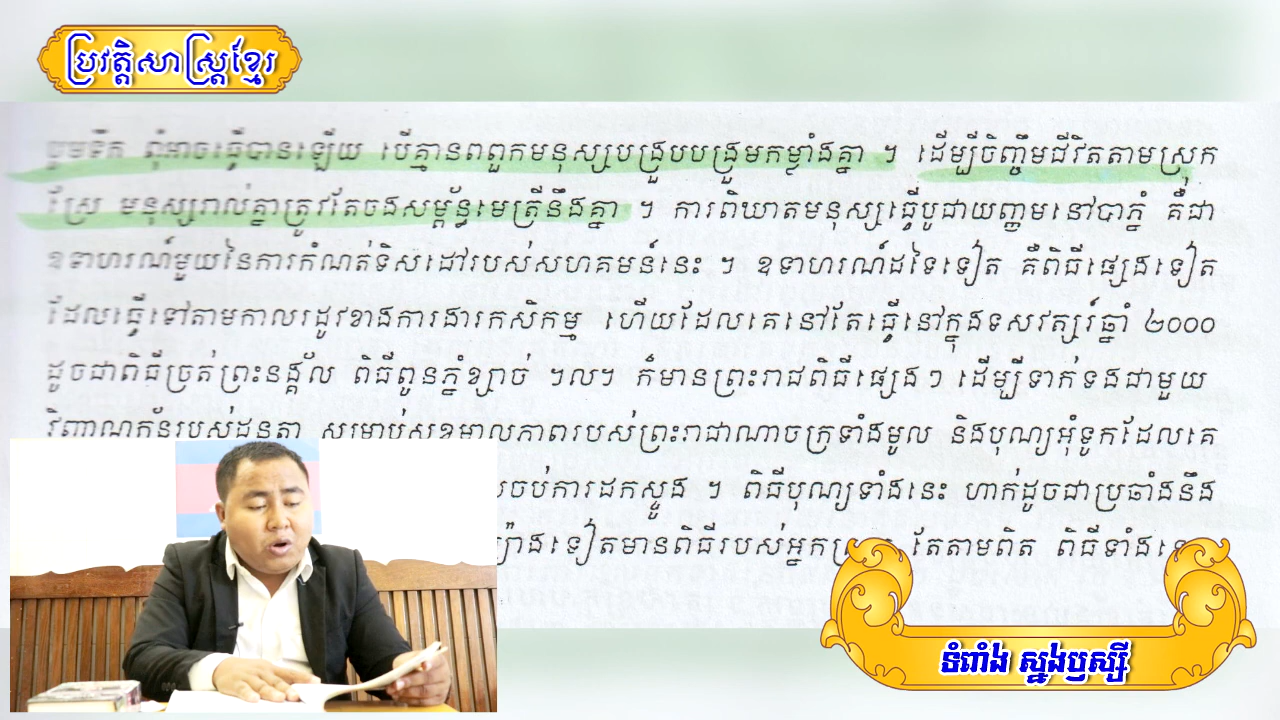 ប្រវត្តិសាស្ត្រខ្មែរ
ទឹក ពុំអាចធ្វើបានឡើយ បើគ្មានពពួកមនុស្សបង្រួបបង្រួមកម្លាំងគ្នា ។ ដើម្បីចិញ្ចឹមជីវិតតាមស្រុក
ស្រែ មនុស្សរាល់គ្នាត្រូវតែចងសម្ព័ន្ធមេត្រីនឹងគ្នា ។ ការពិឃាតមនុស្សធ្វើបូជាយញ្ញមនៅបាភ្នំ គឺជា
ឧទាហរណ៍មួយនៃការកំណត់ទិសដៅរបស់សហគមន៍នេះ ។ ឧទាហរណ៍ដទៃទៀត គឺពិធីផ្សេងទៀត
ដែលធ្វើទៅតាមកាលរដូវខាងការងារកសិកម្ម ហើយដែលគេនៅតែធ្វើនៅក្នុងទសវត្សរ៍ឆ្នាំ ២០០០
ដូចជាពិធីច្រត់ព្រះនង្គ័ល ពិធីពូនភ្នំខ្សាច់ ។ល។ ក៏មានព្រះរាជពិធីផ្សេងៗ ដើម្បីទាក់ទងជាមួយ
វិញ្ញាណក្ខន្ធរបស់ដូនតា សម្រាប់សុខុមាលភាពរបស់ព្រះរាជាណាចក្រទាំងមូល និងបុណ្យអុំទូកដែលគេ
ចប់ការដកស្ទូង ។ ពិធីបុណ្យទាំងនេះ ហាក់ដូចជាប្រឆាំងនឹង
យ៉ាងទៀតមានពិធីរបស់អ្នក តែតាមពិត ពិធីទាំង
ទំពាំង ស្នងឫស្សី